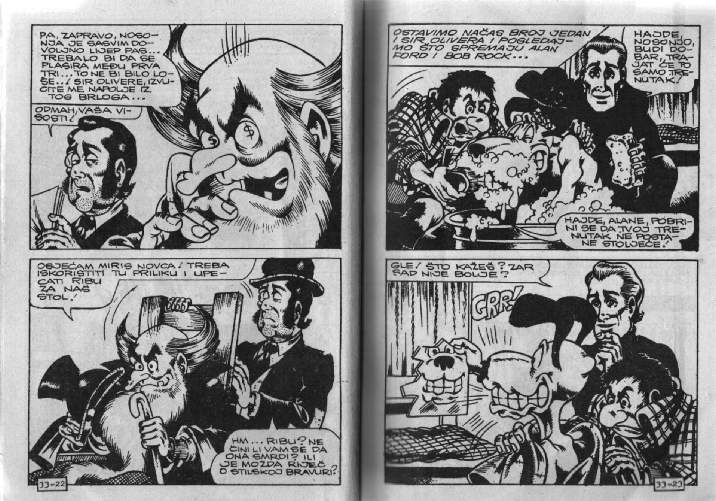 PA, ZAPRAVO, NOSO-
NJA JE SASVIM DO-
VOLJNO LIJEP PAS...
TREBALO BI DA SE
PLASIRA MEĐU PRVA
TRI... TO NE BI BILO LO-
ŠE..! SIR OLIVERE, IZVU-
CITE ME NAPOLJE IZ
TOG BRLOGA...
ODMAH, VAŠA VI-
SOSTI!
OSJEĆAM MIRIS NOVCA! TREBA
ISKORISTITI TU PRILIKU I UPE-
CATI RIBU
ZA NAŠ
STOL!
HM... RIBU? NE
ČINI LI VAM SE DA
ONA SMRDI? ILI
JE MOŽDA RIJEČ
O STILSKOJ BRAVURI?
33-22
OSTAVIMO NAČAS BROJ JEDAN
I SIR OLIVERA I POGLEDAJ-
MO ŠTO SPREMAJU ALAN
FORD I BOB ROCK...
HAJDE,
NOSONJO,
BUDI DO-
BAR, TRA-
JAT ĆE TO
SAMO TRE-
NUTAK!
HAJDE, ALANE, POBRI-
NI SE DA TVOJ TRE-
NUTAK NE POSTA-
NE STOLJEĆE!
GLE! ŠTO KAŽEŠ? ZAR
SAD NIJE BOLJE?
GRR!
33-23